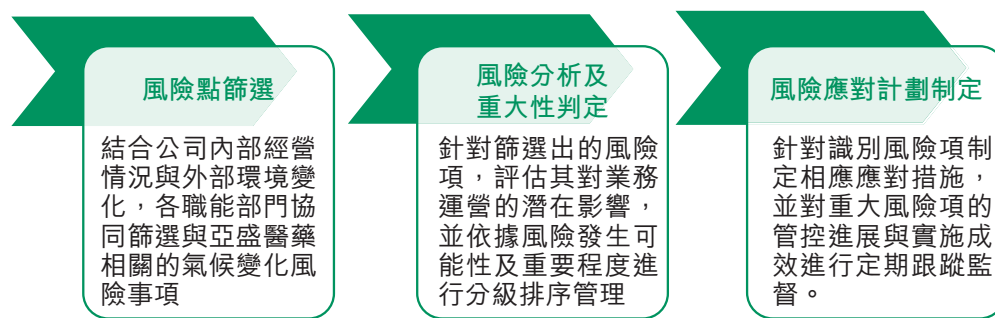 風險點篩選
結合公司內部經營
情況與外部環境變
化，各職能部門協
同篩選與亞盛醫藥
相關的氣候變化風
險事項
風險分析及
重大性判定
針對篩選出的風險
項，評估其對業務
運營的潛在影響，
並依據風險發生可
能性及重要程度進
行分級排序管理
風險應對計劃制定
針對識別風險項制
定相應應對措施，
並對重大風險項的
管控進展與實施成
效進行定期跟蹤監
督。